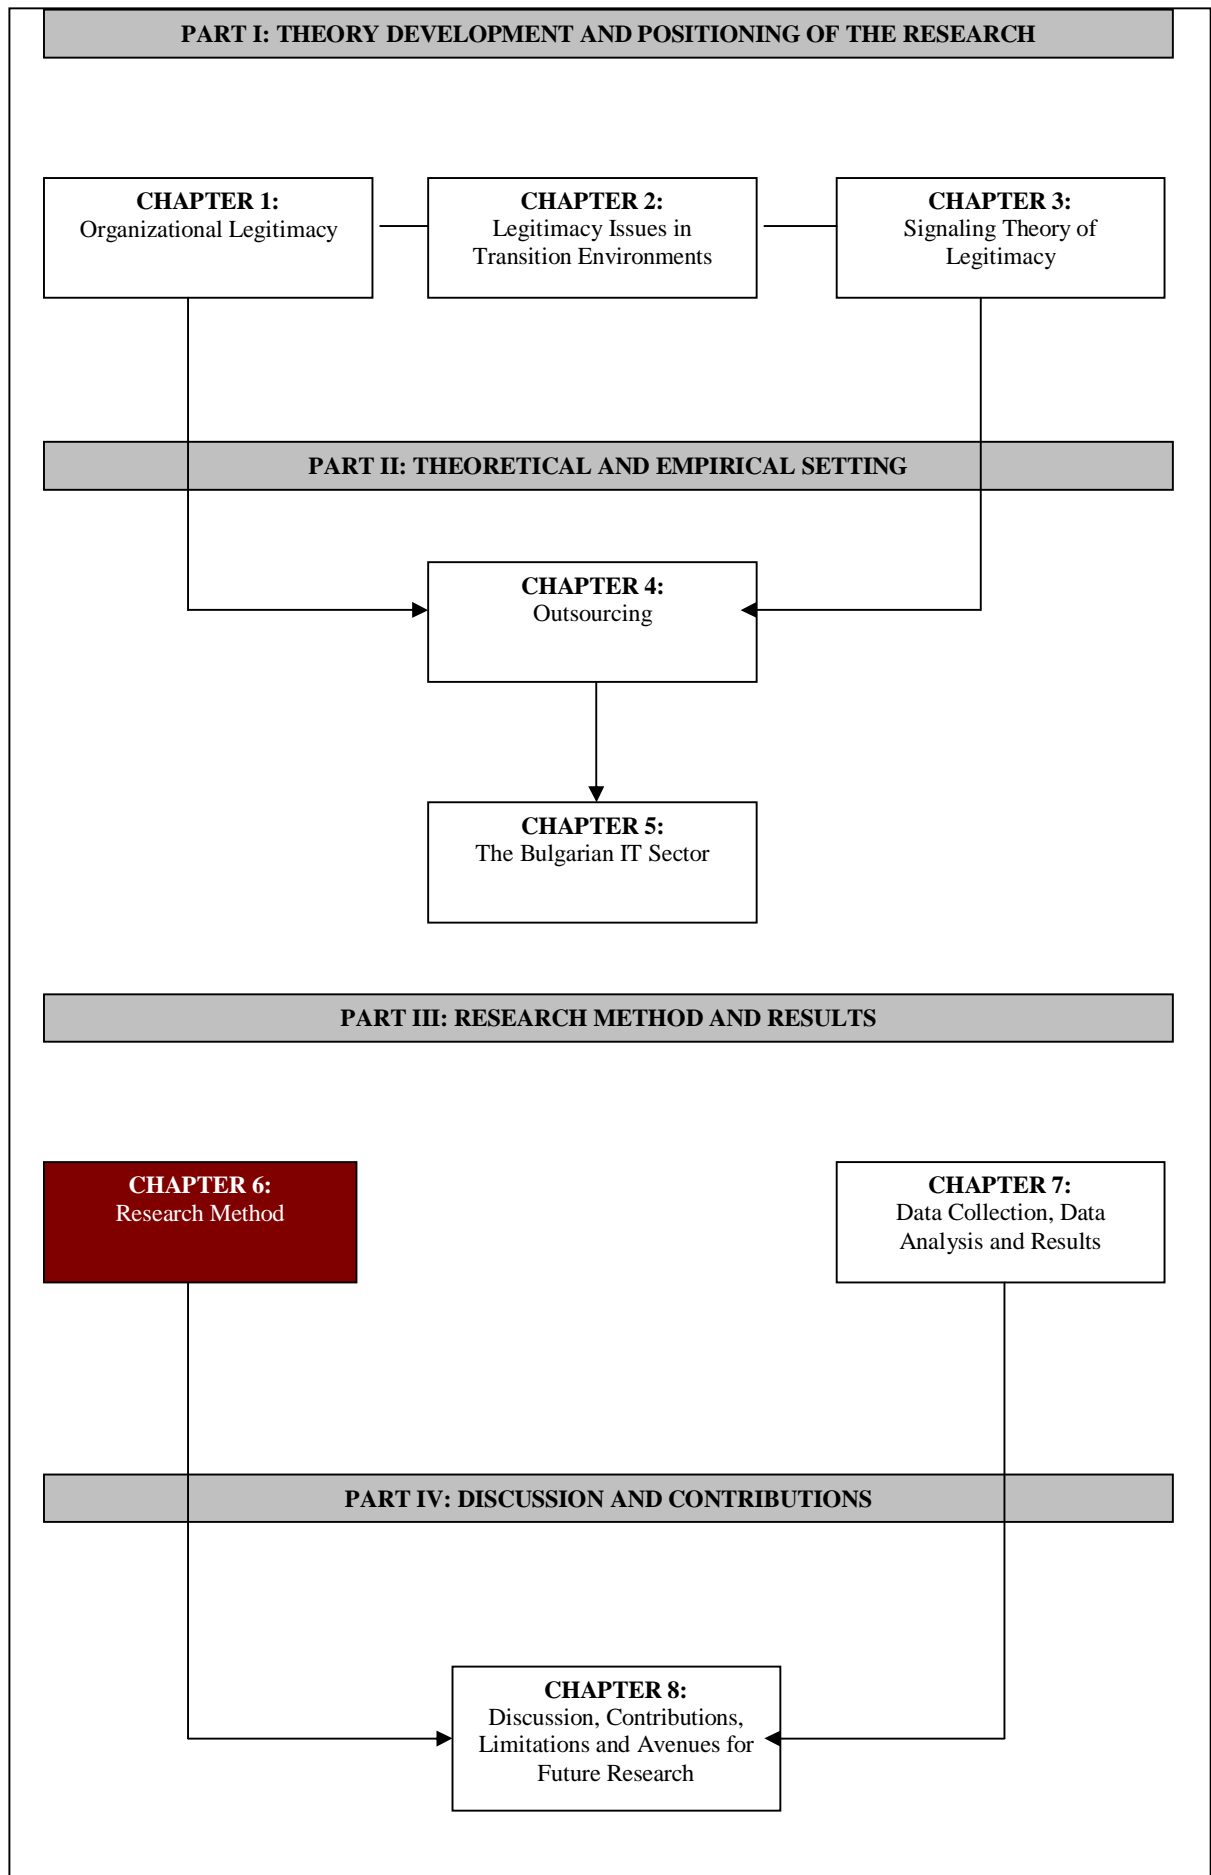 PART I: THEORY DEVELOPMENT AND POSITIONING OF THE RESEARCH
CHAPTER 1:
Organizational Legitimacy
CHAPTER 2:
Legitimacy Issues in
Transition Environments
CHAPTER 3:
Signaling Theory of
Legitimacy
PART II: THEORETICAL AND EMPIRICAL SETTING
CHAPTER 4:
Outsourcing
CHAPTER 5:
The Bulgarian IT Sector
PART III: RESEARCH METHOD AND RESULTS
CHAPTER 6:
Research Method
CHAPTER 7:
Data Collection, Data
Analysis and Results
PART IV: DISCUSSION AND CONTRIBUTIONS
CHAPTER 8:
Discussion, Contributions,
Limitations and Avenues for
Future Research